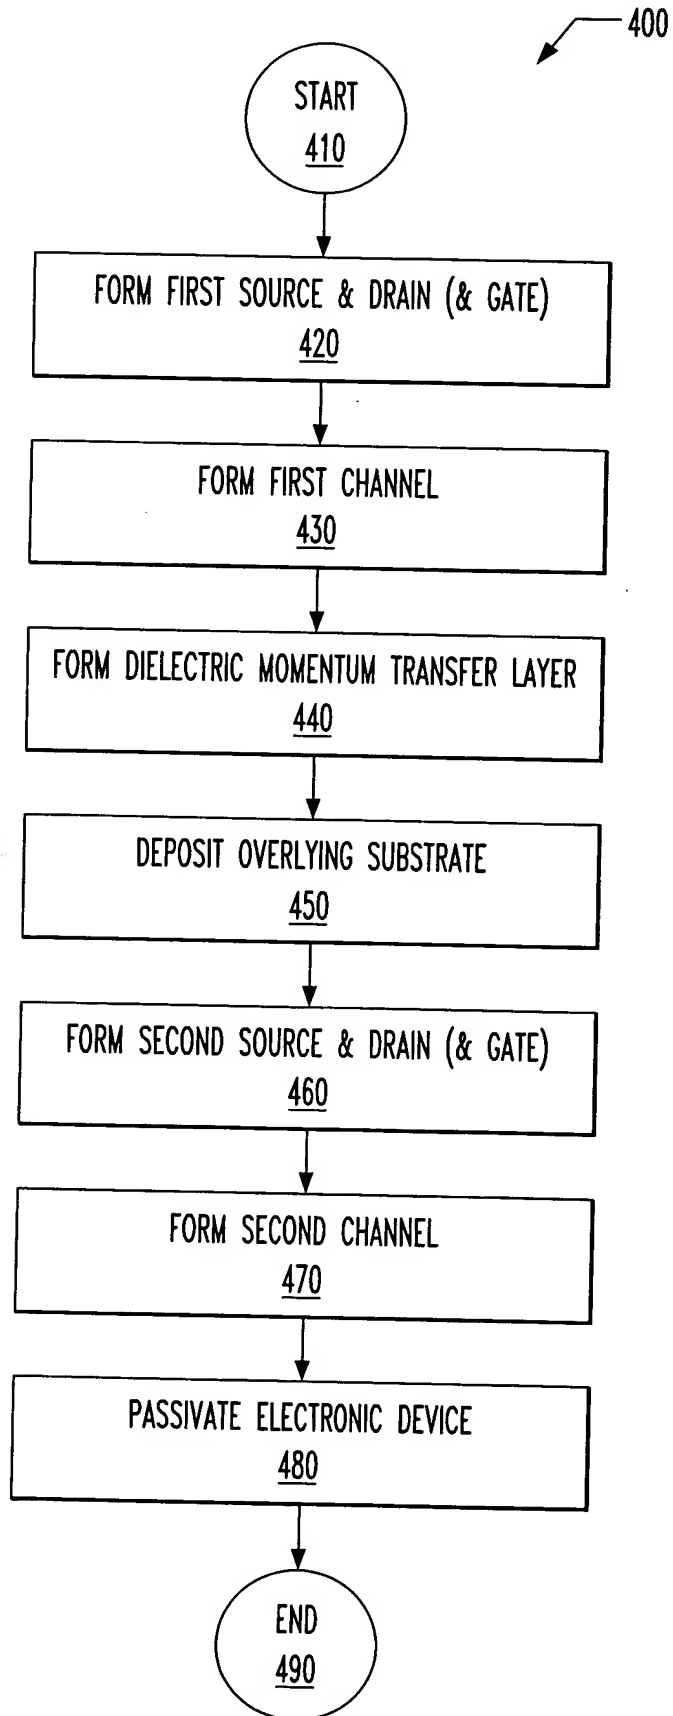 400
START
410
FORM FIRST SOURCE & DRAIN (& GATE)
420
FORM FIRST CHANNEL
430
FORM DIELECTRIC MOMENTUM TRANSFER LAYER
440
DEPOSIT OVERLYING SUBSTRATE
450
FORM SECOND SOURCE & DRAIN (& GATE)
460
FORM SECOND CHANNEL
470
PASSIVATE ELECTRONIC DEVICE
480
END
490